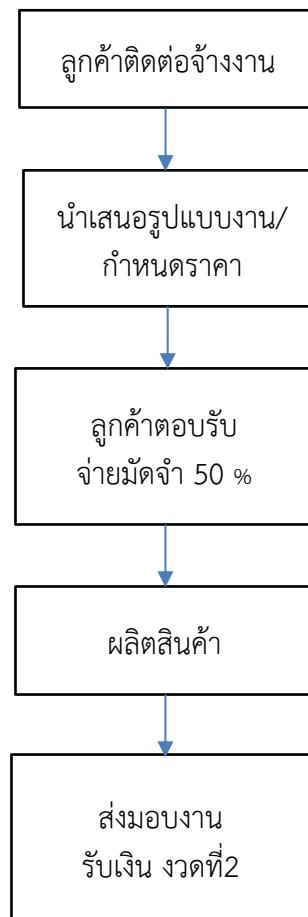 ลูกค้าติดต่อจ้างงาน
นำเสนอรูปแบบงาน/
กำหนดราคา
ลูกค้าตอบรับ
จ่ายมัดจำ 50 %
ผลิตสินค้า
ส่งมอบงาน
รับเงิน งวดที่2